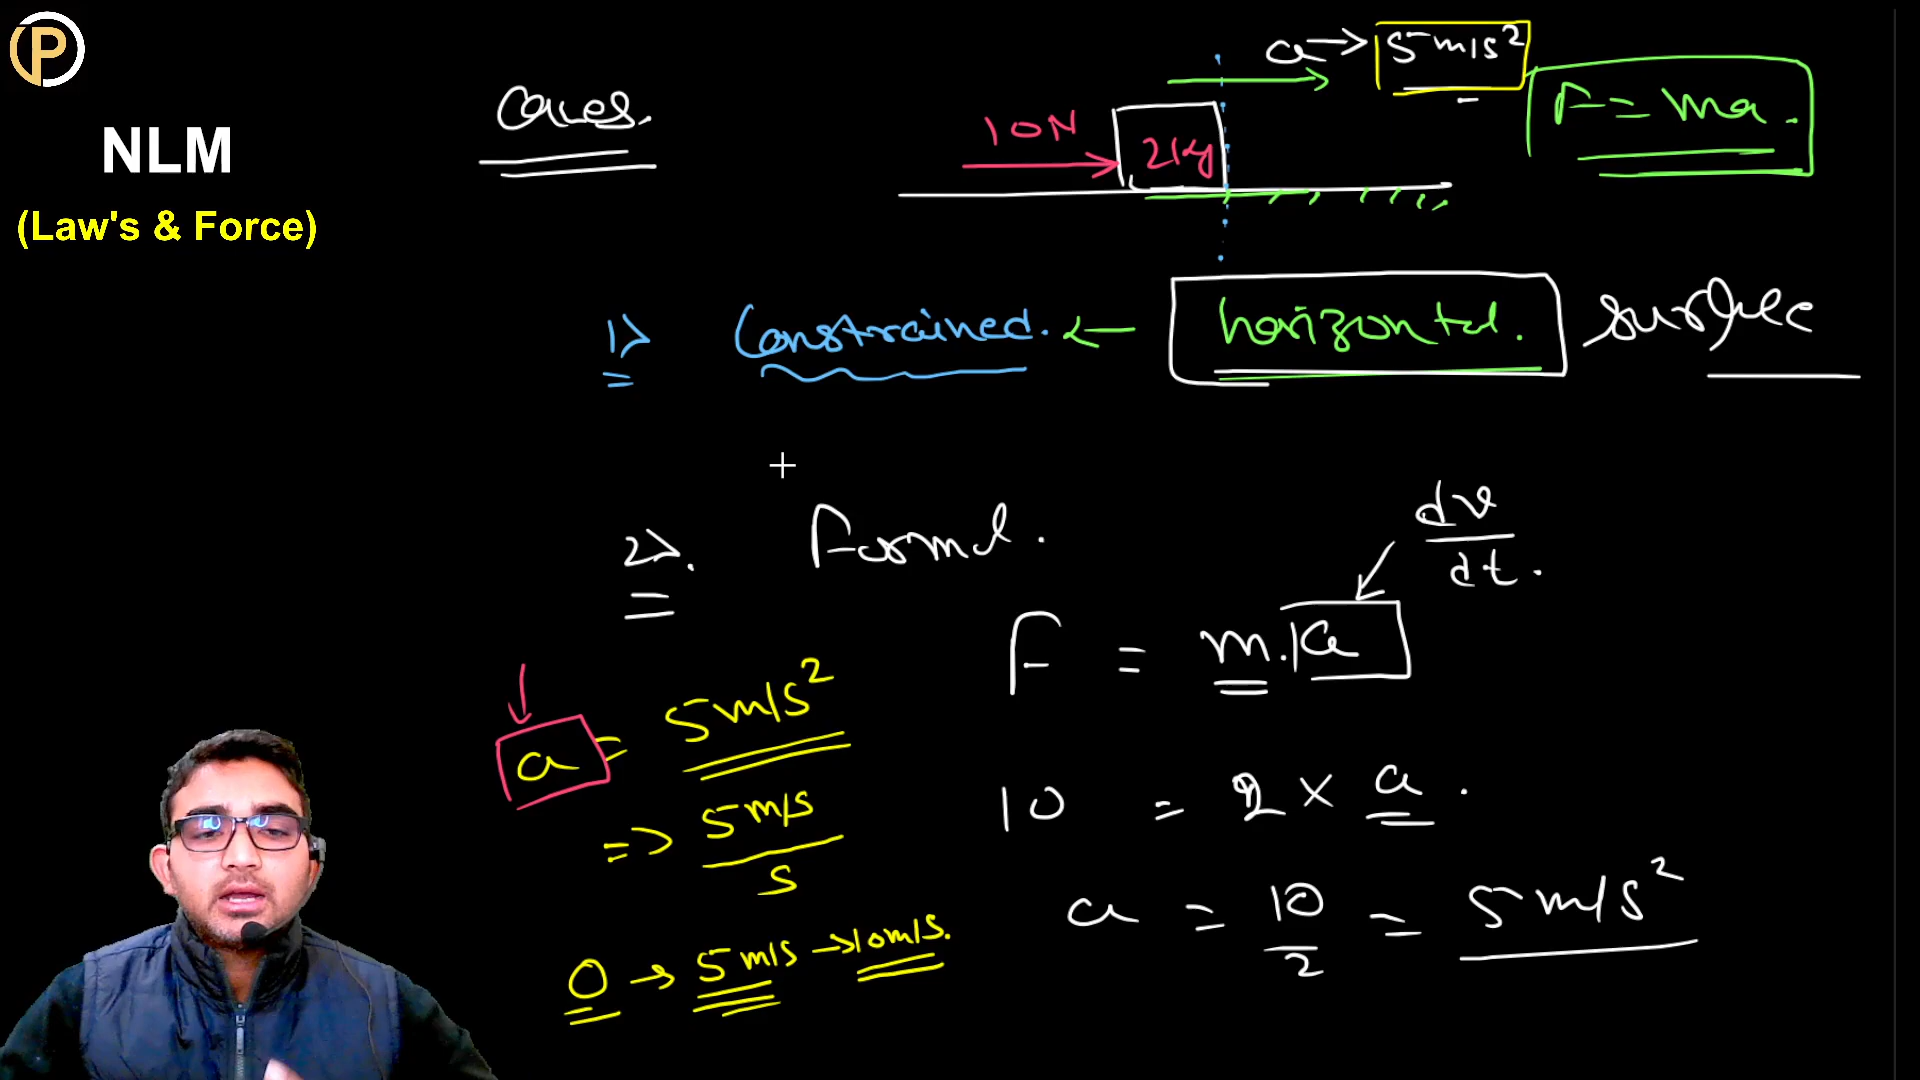 P
NLM
(Law's & Force)
Cases.
a → 5 m/s²
F = ma.
10N
2kg
1> Constrained. ← horizontal. surface
2>. Formul.
dv
dt.
F = m.a
a = 5 m/s²
10 = 2 × a.
=> 5 m/s
s
a = 10 = 5 m/s²
2
0 → 5 m/s → 10 m/s.